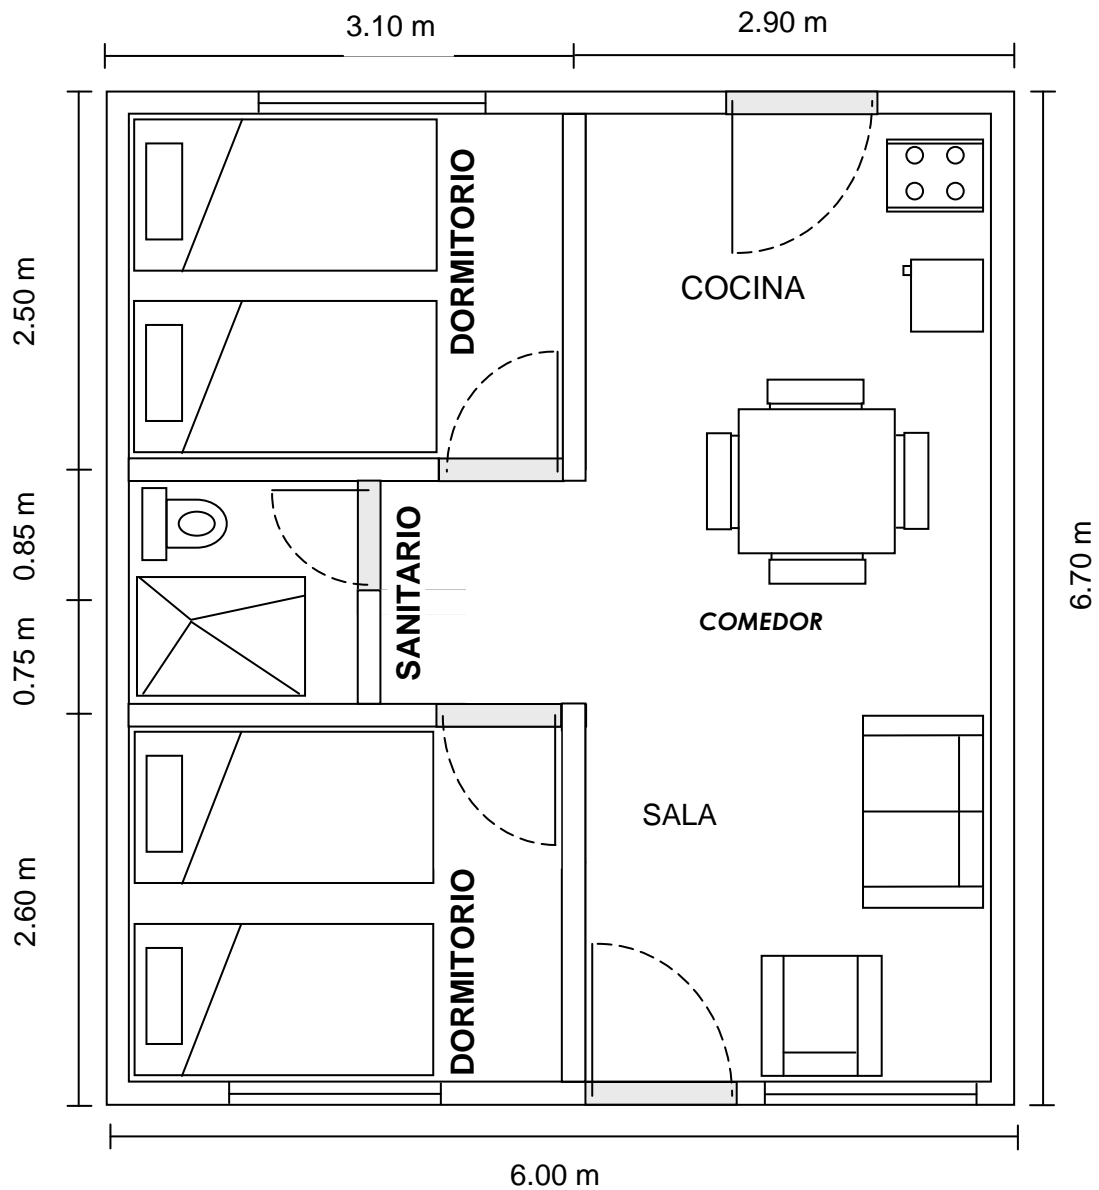 3.10 m
2.90 m
DORMITORIO
2.50 m
COCINA
0.85 m
SANITARIO
6.70 m
COMEDOR
0.75 m
SALA
2.60 m
DORMITORIO
6.00 m